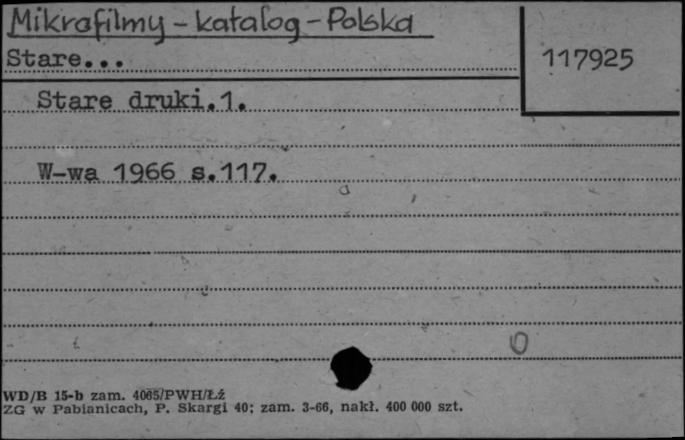 Mikrofilmy - katalog - Polska
Stare...
117925
Stare druki.1.
W-wa 1966 s.117.
WD/B 15-b zam. 4065/PWH/Łź
ZG w Pabianicach, P. Skargi 40; zam. 3-66, nakł. 400 000 szt.